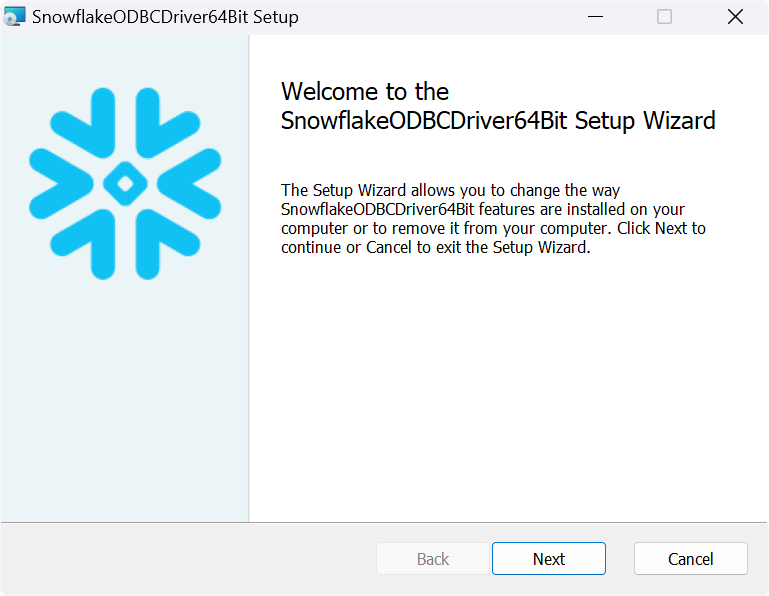 SnowflakeODBCDriver64Bit Setup
Welcome to the
SnowflakeODBCDriver64Bit Setup Wizard
The Setup Wizard allows you to change the way
SnowflakeODBCDriver64Bit features are installed on your
computer or to remove it from your computer. Click Next to
continue or Cancel to exit the Setup Wizard.
Back
Next
Cancel